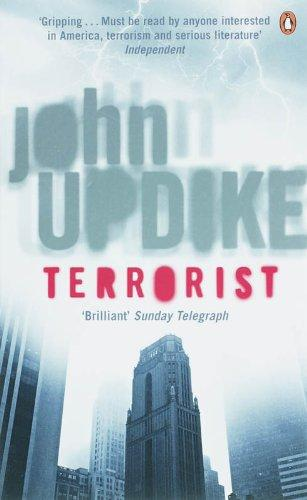 ‘Gripping . . . Must be read by anyone interested
in America, terrorism and serious literature’
Independent
john
UPDIKE
TERRORIST
‘Brilliant’ Sunday Telegraph